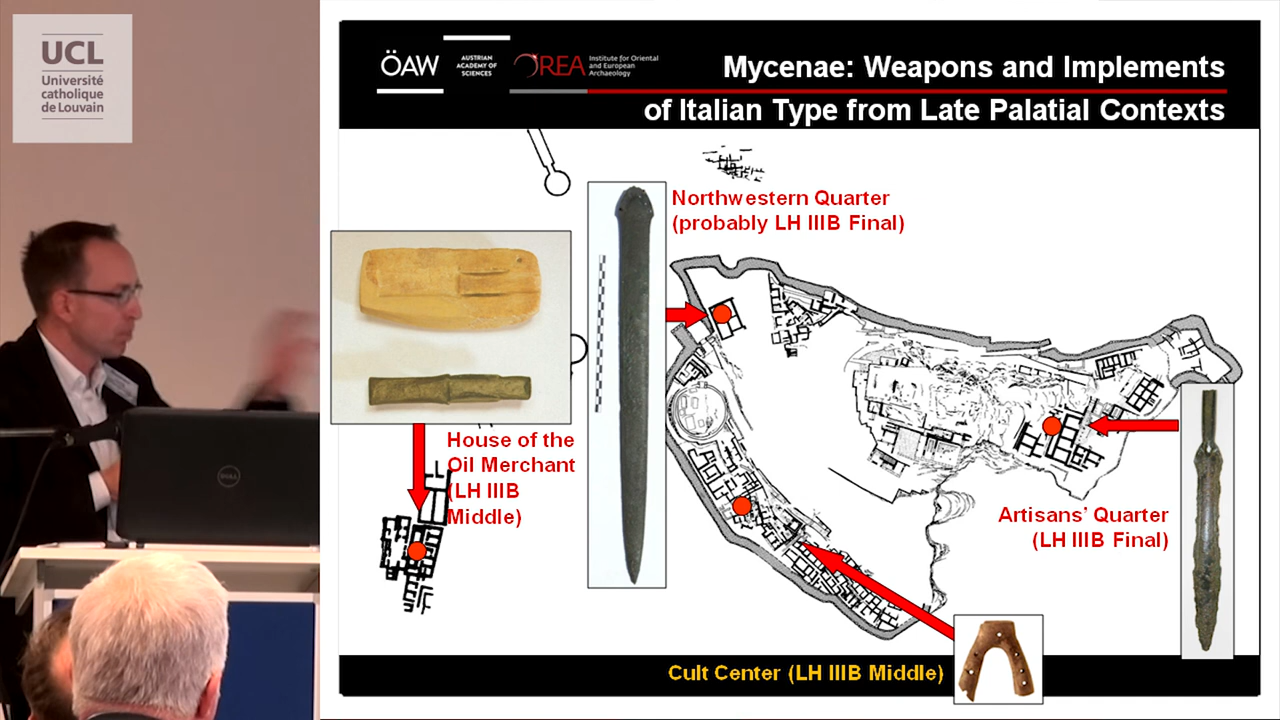 UCL
Université
catholique
de Louvain
ÖAW
AUSTRIAN
ACADEMY OF
SCIENCES
OREA
Institute for Oriental
and European
Archaeology
Mycenae: Weapons and Implements
of Italian Type from Late Palatial Contexts
Northwestern Quarter
(probably LH IIIB Final)
House of the
Oil Merchant
(LH IIIB
Middle)
Artisans' Quarter
(LH IIIB Final)
Cult Center (LH IIIB Middle)
DELL